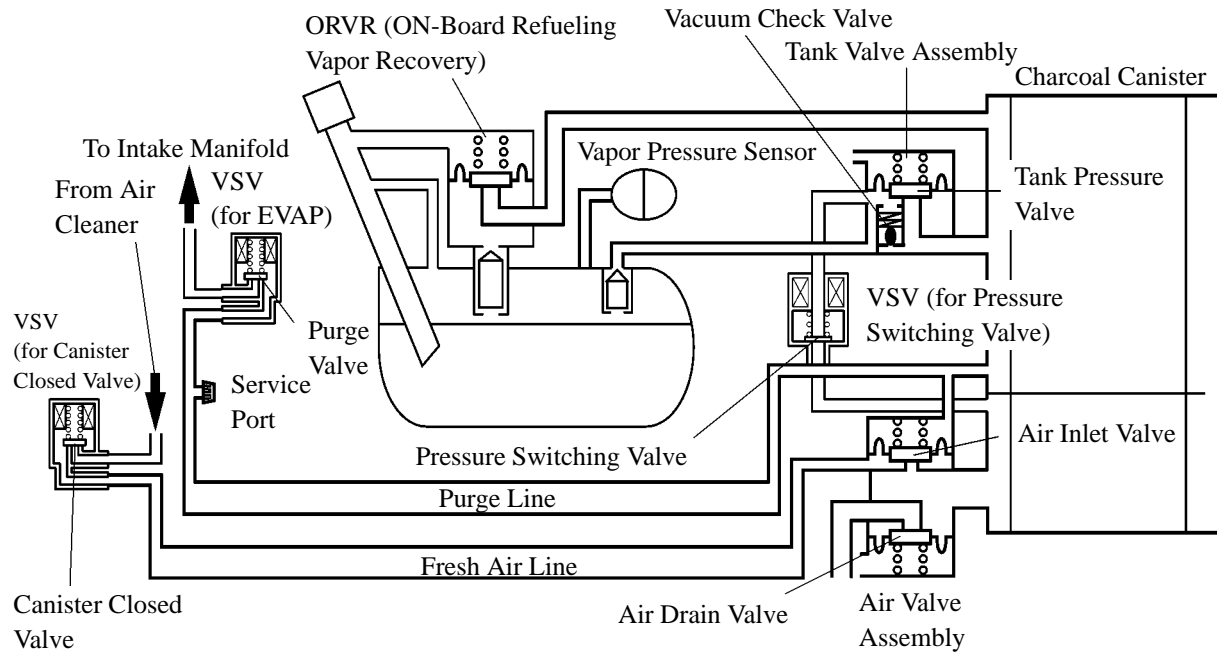 ORVR (ON-Board Refueling
Vapor Recovery)
Vacuum Check Valve
Tank Valve Assembly
Charcoal Canister
To Intake Manifold
From Air
Cleaner
VSV
(for EVAP)
Vapor Pressure Sensor
Tank Pressure
Valve
VSV (for Pressure
Switching Valve)
Purge
Valve
VSV
(for Canister
Closed Valve)
Service
Port
Pressure Switching Valve
Air Inlet Valve
Purge Line
Fresh Air Line
Canister Closed
Valve
Air Drain Valve
Air Valve
Assembly